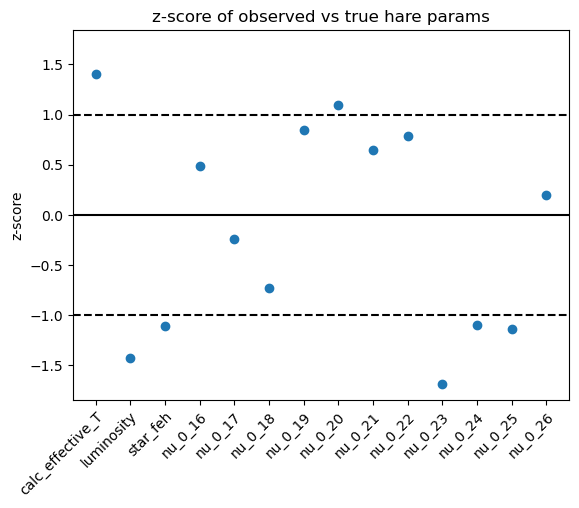 z-score of observed vs true hare params
z-score
1.5
1.0
0.5
0.0
−0.5
−1.0
−1.5
calc_effective_T
luminosity
star_feh
nu_0_16
nu_0_17
nu_0_18
nu_0_19
nu_0_20
nu_0_21
nu_0_22
nu_0_23
nu_0_24
nu_0_25
nu_0_26